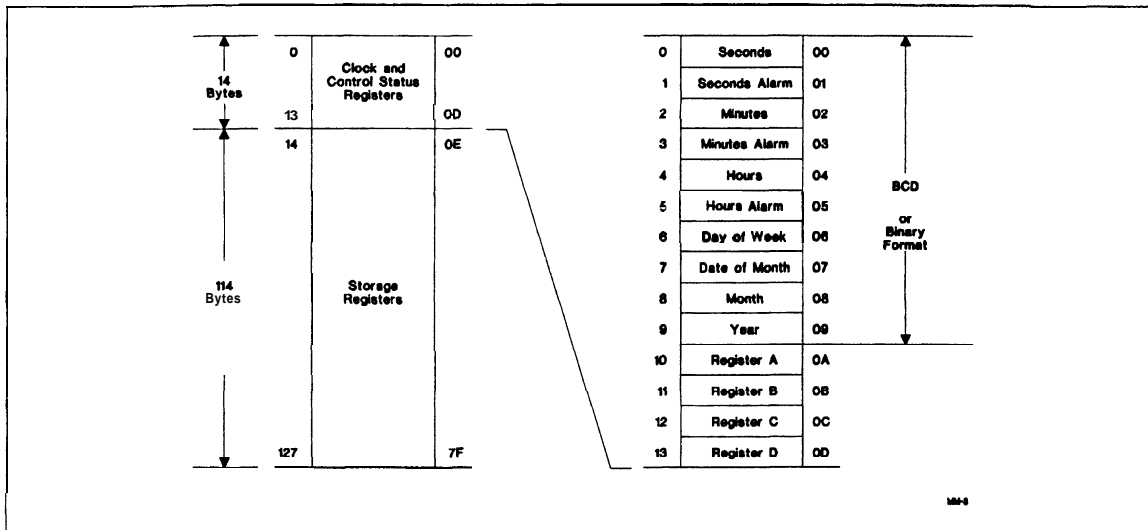 14
Bytes
0
Clock and
Control Status
Registers
00
13
0D
14
0E
114
Bytes
Storage
Registers
127
7F
0 Seconds 00
1 Seconds Alarm 01
2 Minutes 02
3 Minutes Alarm 03
4 Hours 04
5 Hours Alarm 05
6 Day of Week 06
7 Date of Month 07
8 Month 08
9 Year 09
10 Register A 0A
11 Register B 0B
12 Register C 0C
13 Register D 0D
BCD
or
Binary
Format